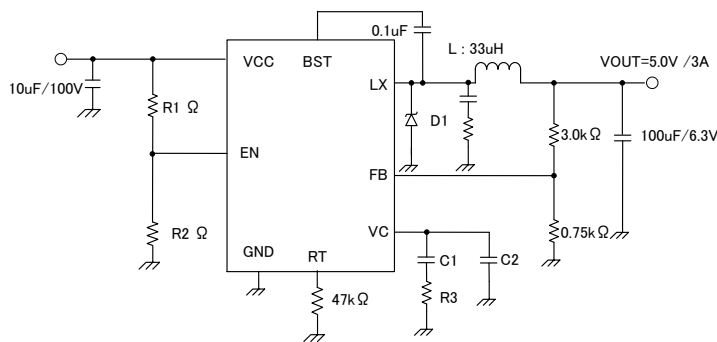 0.1uF
L : 33uH
VOUT=5.0V /3A
VCC
BST
LX
10uF/100V
R1 Ω
D1
3.0kΩ
100uF/6.3V
EN
FB
R2 Ω
VC
0.75kΩ
GND
RT
C1
C2
47kΩ
R3